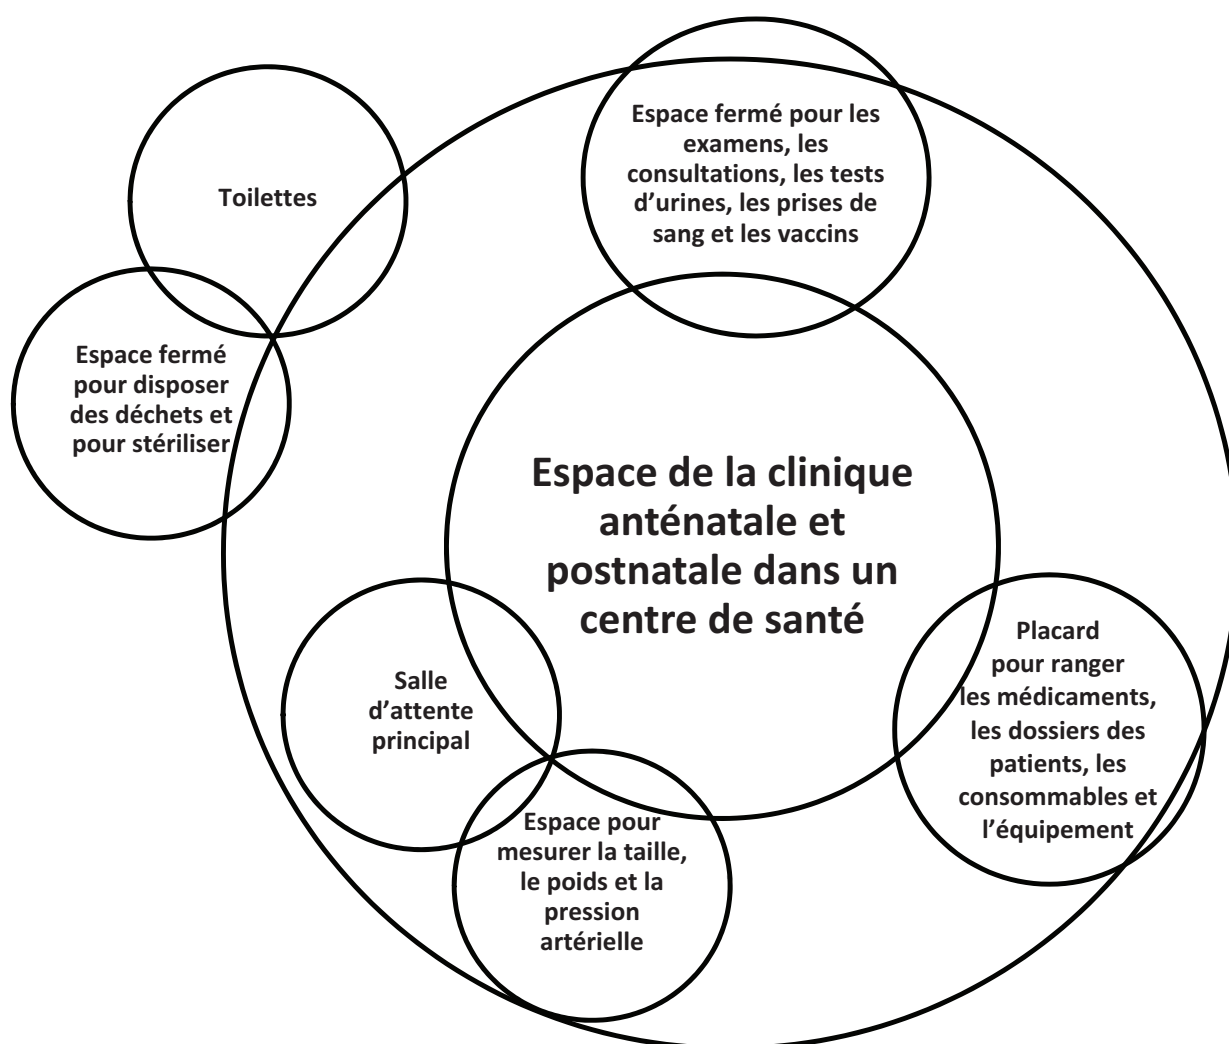 Espace fermé pour les
examens, les
consultations, les tests
d’urines, les prises de
sang et les vaccins
Toilettes
Espace fermé
pour disposer
des déchets et
pour stériliser
Espace de la clinique
anténatale et
postnatale dans un
centre de santé
Salle
d’attente
principal
Placard
pour ranger
les médicaments,
les dossiers des
patients, les
consommables et
l’équipement
Espace pour
mesurer la taille,
le poids et la
pression
artérielle